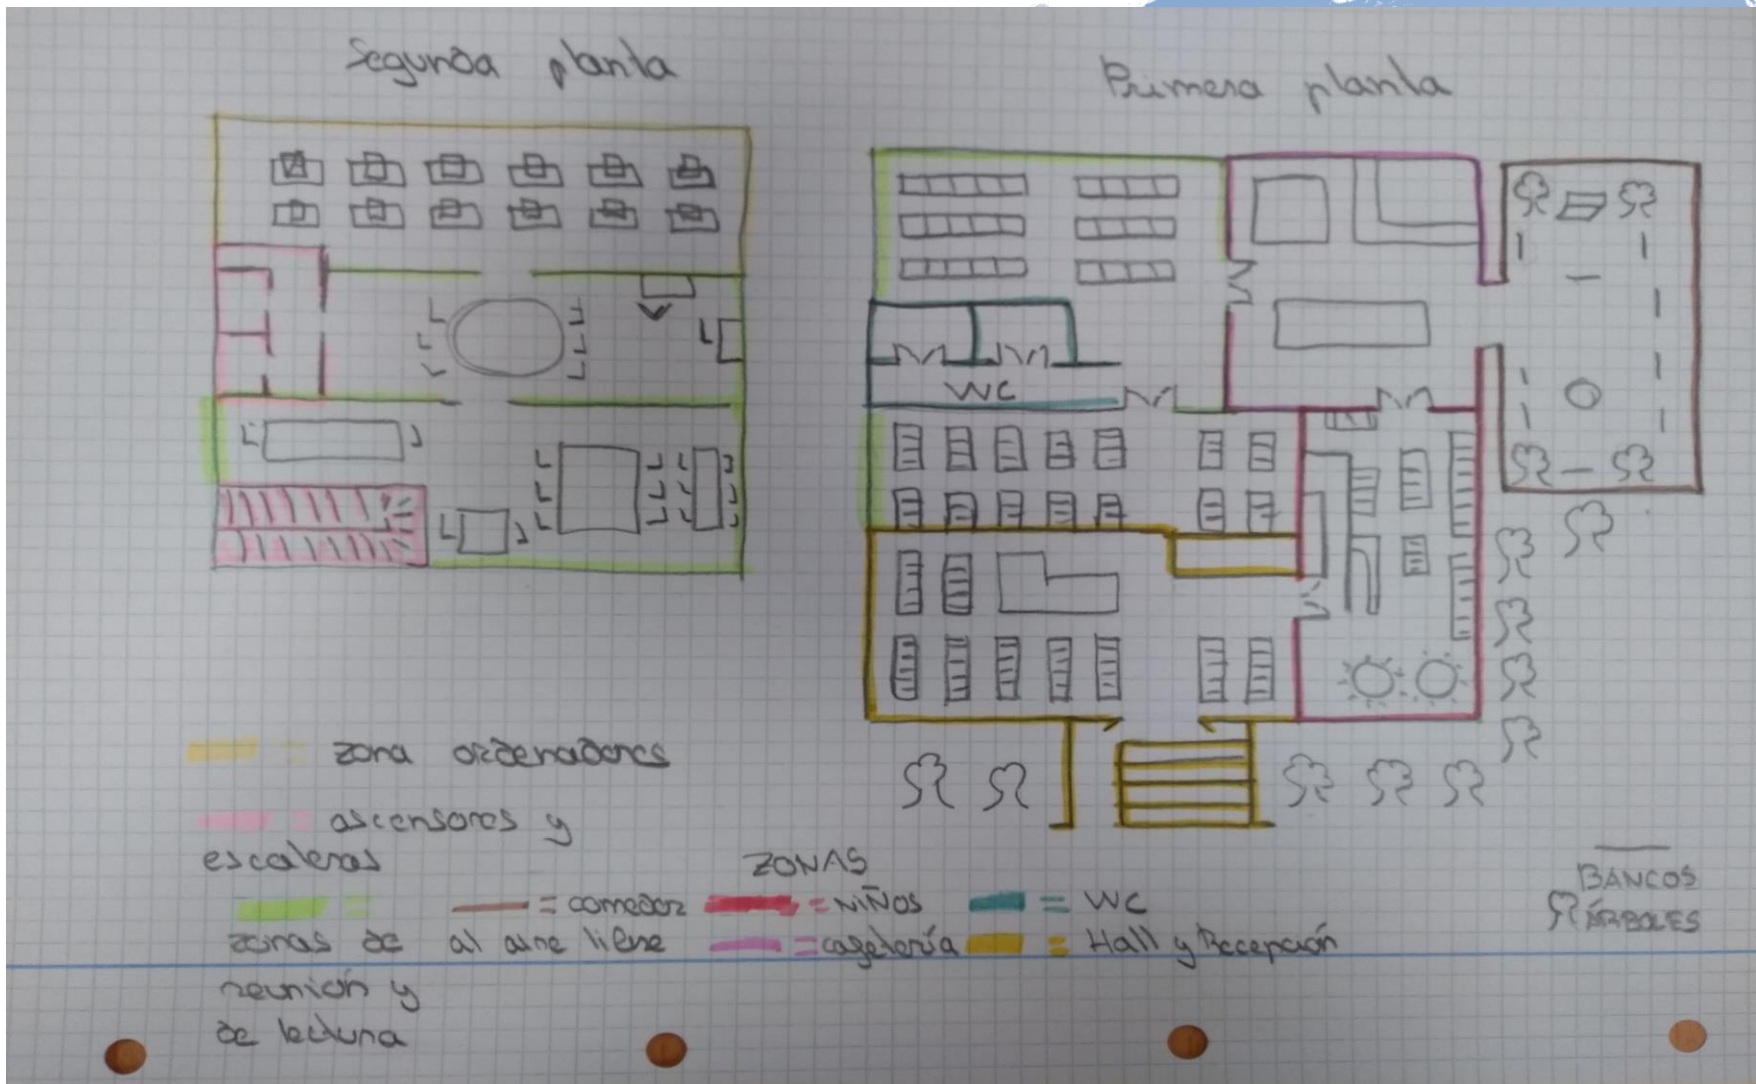 Segunda planta
Primera planta
WC
= zona ordenadores
= ascensores y
escaleras
ZONAS
=
zonas de
reunión y
de lectura
= comedor
al aire libre
= NIÑOS
= cafetería
= WC
= Hall y Recepción
BANCOS
ÁRBOLES